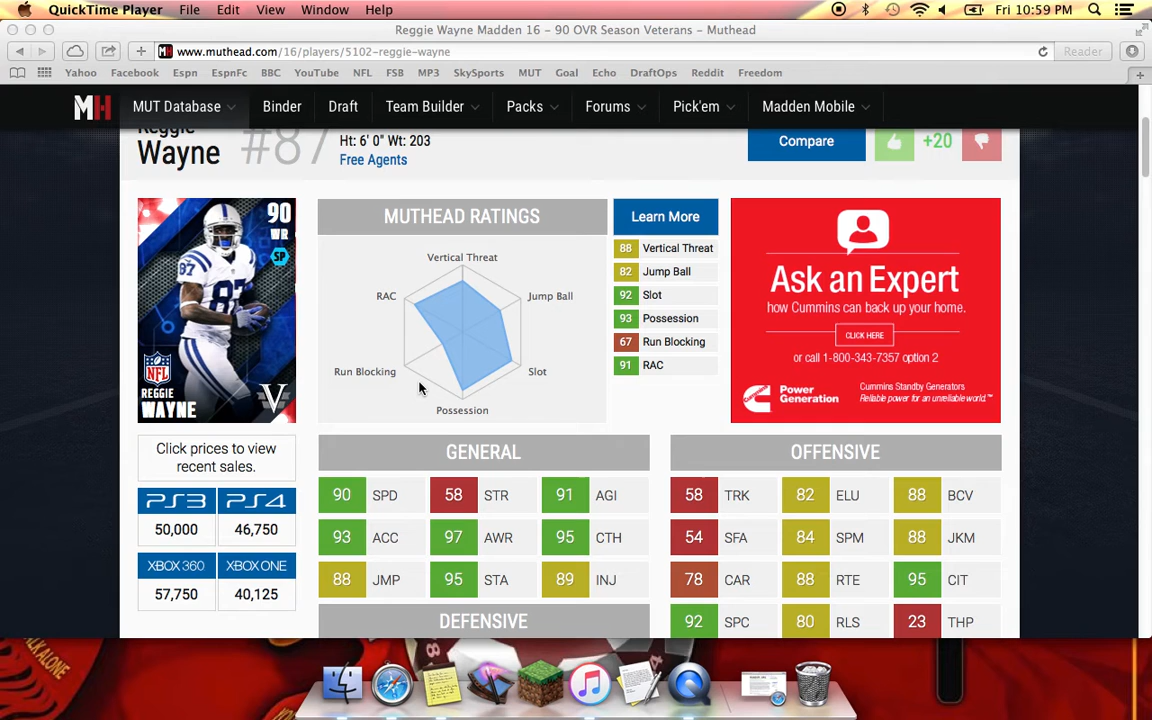 QuickTime Player File Edit View Window Help Fri 10:59 PM
Reggie Wayne Madden 16 – 90 OVR Season Veterans – Muthead
MH www.muthead.com/16/players/5102-reggie-wayne Reader
Yahoo Facebook Espn EspnFc BBC YouTube NFL FSB MP3 SkySports MUT Goal Echo DraftOps Reddit Freedom
MH MUT Database Binder Draft Team Builder Packs Forums Pick'em Madden Mobile
Reggie
Wayne #87
Ht: 6' 0" Wt: 203
Free Agents
Compare +20
90
WR
SP
87
NFL
REGGIE
WAYNE
V
MUTHEAD RATINGS
Vertical Threat
RAC Jump Ball
Run Blocking Slot
Possession
Learn More
88 Vertical Threat
82 Jump Ball
92 Slot
93 Possession
67 Run Blocking
91 RAC
Ask an Expert
how Cummins can back up your home.
CLICK HERE
or call 1-800-343-7357 option 2
Power
Generation
Cummins Standby Generators
Reliable power for an unreliable world.™
Click prices to view
recent sales.
PS3 PS4
50,000 46,750
XBOX 360 XBOX ONE
57,750 40,125
GENERAL
90 SPD 58 STR 91 AGI
93 ACC 97 AWR 95 CTH
88 JMP 95 STA 89 INJ
DEFENSIVE
OFFENSIVE
58 TRK 82 ELU 88 BCV
54 SFA 84 SPM 88 JKM
78 CAR 88 RTE 95 CIT
92 SPC 80 RLS 23 THP
ALK ALONE